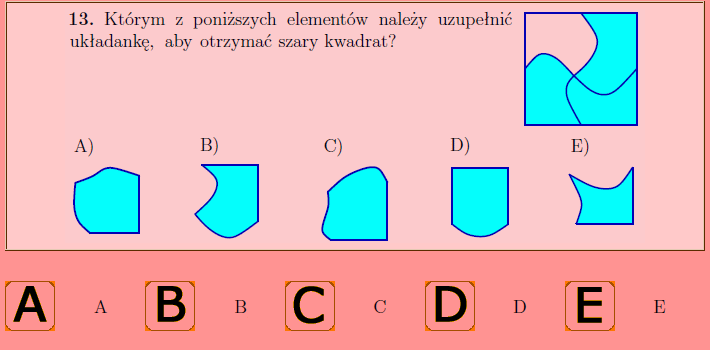 13. Którym z poniższych elementów należy uzupełnić
układankę, aby otrzymać szary kwadrat?
A) B) C) D) E)
A A B B C C D D E E